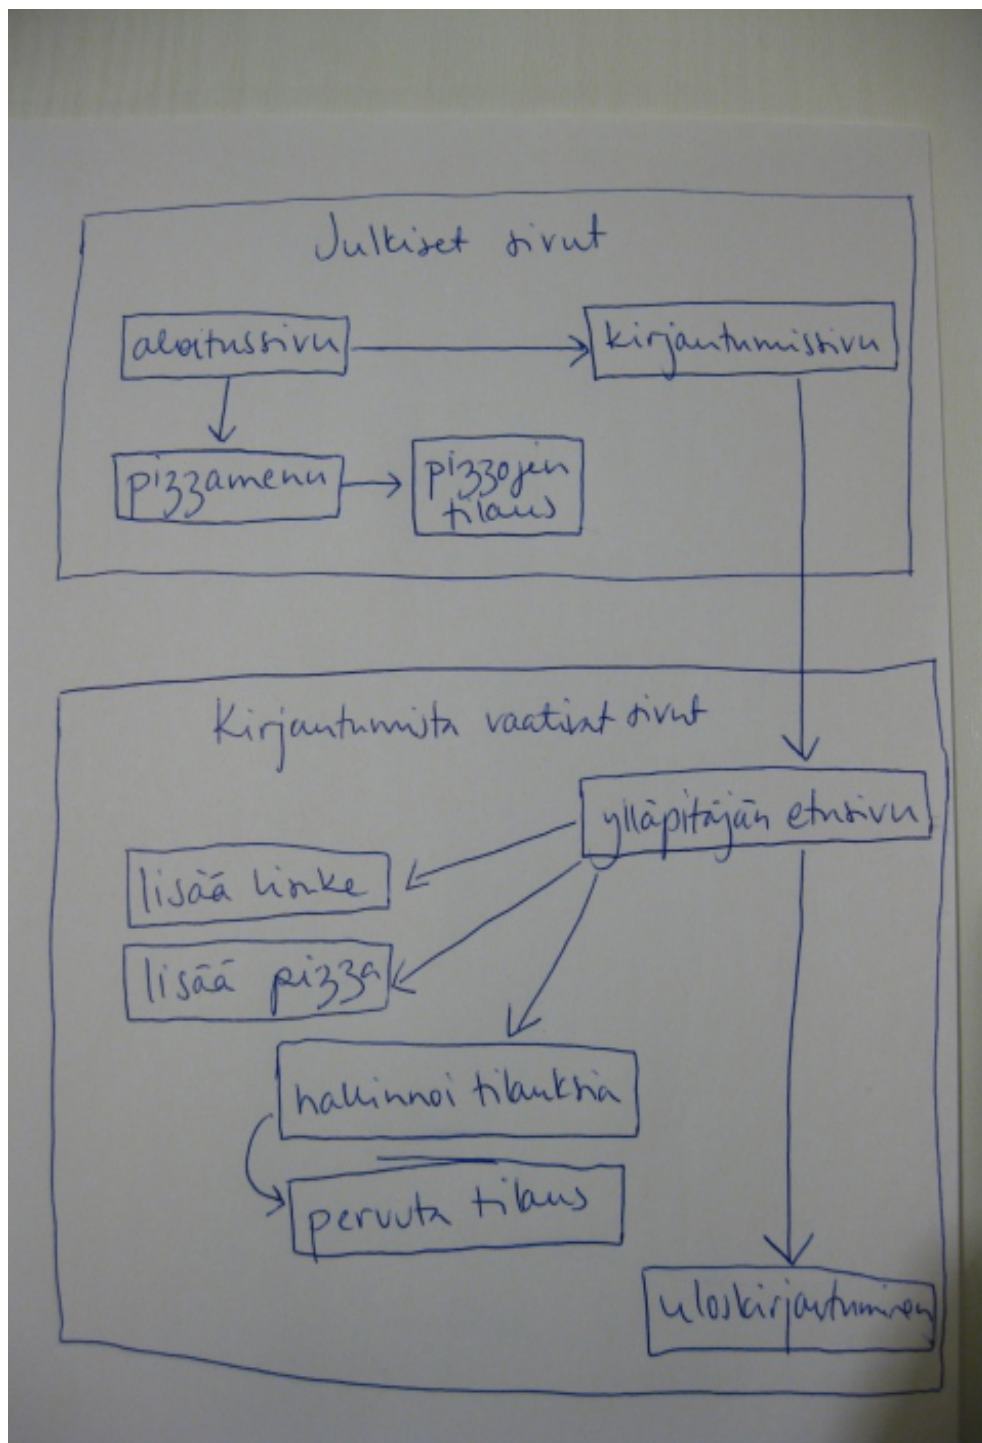 Julkiset sivut
aloitussivu
kirjautumissivu
pizzamenu
pizzojen
tilaus
Kirjautumista vaativat sivut
ylläpitäjän etusivu
lisää lisuke
lisää pizza
hallinnoi tilauksia
peruuta tilaus
uloskirjautuminen